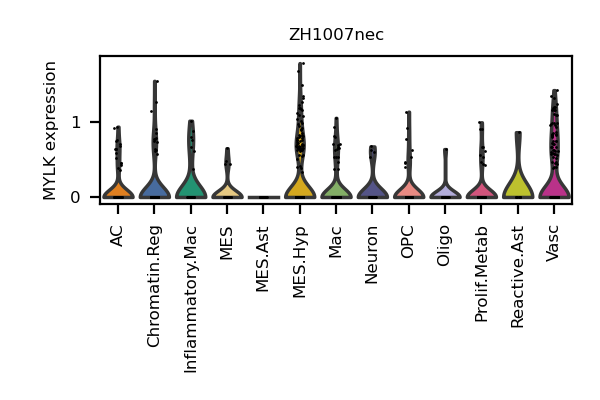 ZH1007nec
MYLK expression
1
0
AC
Chromatin.Reg
Inflammatory.Mac
MES
MES.Ast
MES.Hyp
Mac
Neuron
OPC
Oligo
Prolif.Metab
Reactive.Ast
Vasc